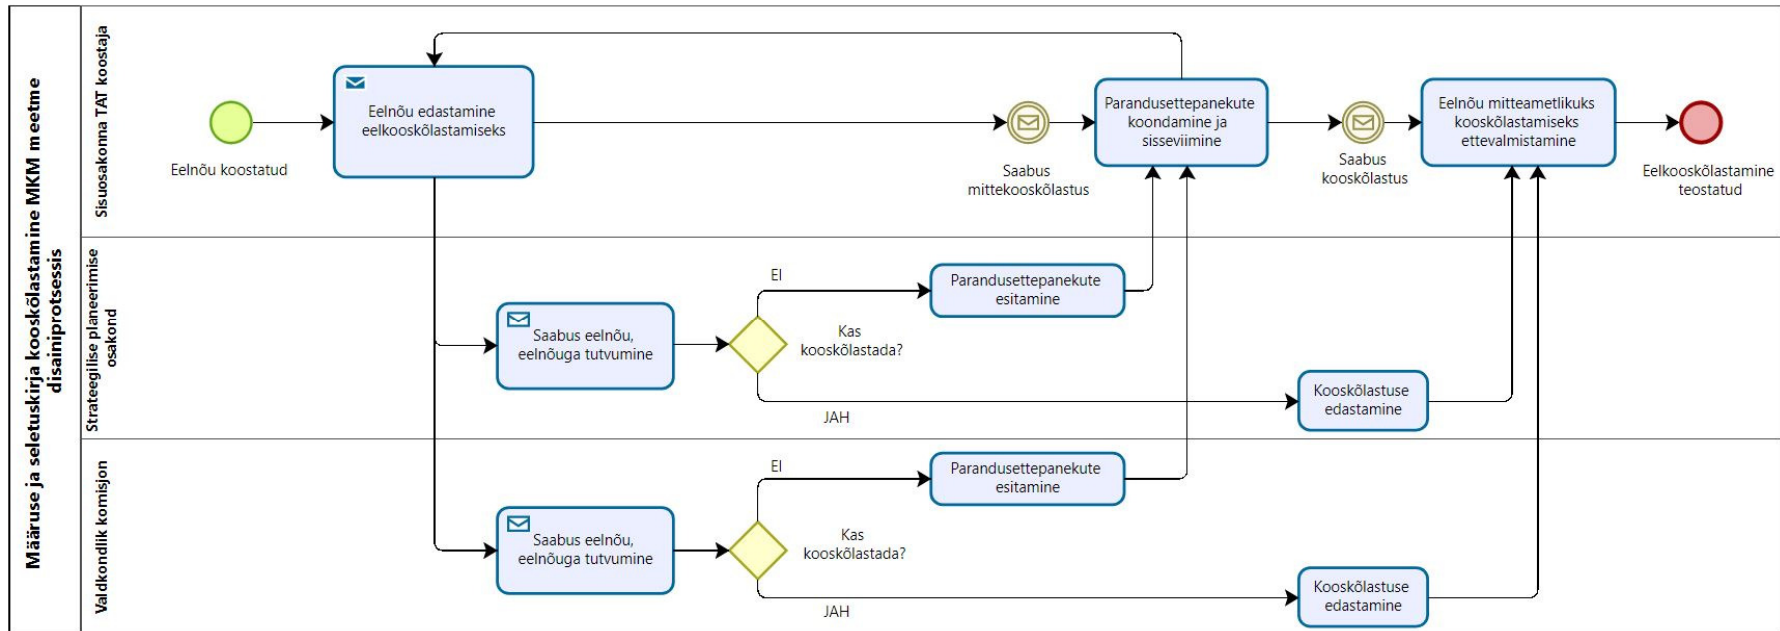 Määruse ja seletuskirja kooskõlastamine MKM meetme
disainiprotsessis
Sisuosakonna TAT koostaja
Eelnõu koostatud
Eelnõu edastamine
eelkooskõlastamiseks
Saabus
mittekooskõlastus
Parandusettepanekute
koondamine ja
sisseviimine
Saabus
kooskõlastus
Eelnõu mitteametlikuks
kooskõlastamiseks
ettevalmistamine
Eelkooskõlastamine
teostatud
Strateegilise planeerimise
osakond
Saabus eelnõu,
eelnõuga tutvumine
EI
Kas
kooskõlastada?
JAH
Parandusettepanekute
esitamine
Kooskõlastuse
edastamine
Valdkondlik komisjon
Saabus eelnõu,
eelnõuga tutvumine
EI
Kas
kooskõlastada?
JAH
Parandusettepanekute
esitamine
Kooskõlastuse
edastamine